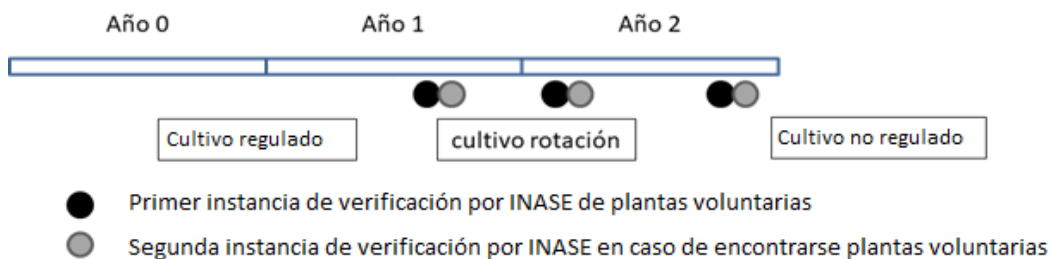 Año 0 Año 1 Año 2
Cultivo regulado cultivo rotación Cultivo no regulado
Primer instancia de verificación por INASE de plantas voluntarias
Segunda instancia de verificación por INASE en caso de encontrarse plantas voluntarias